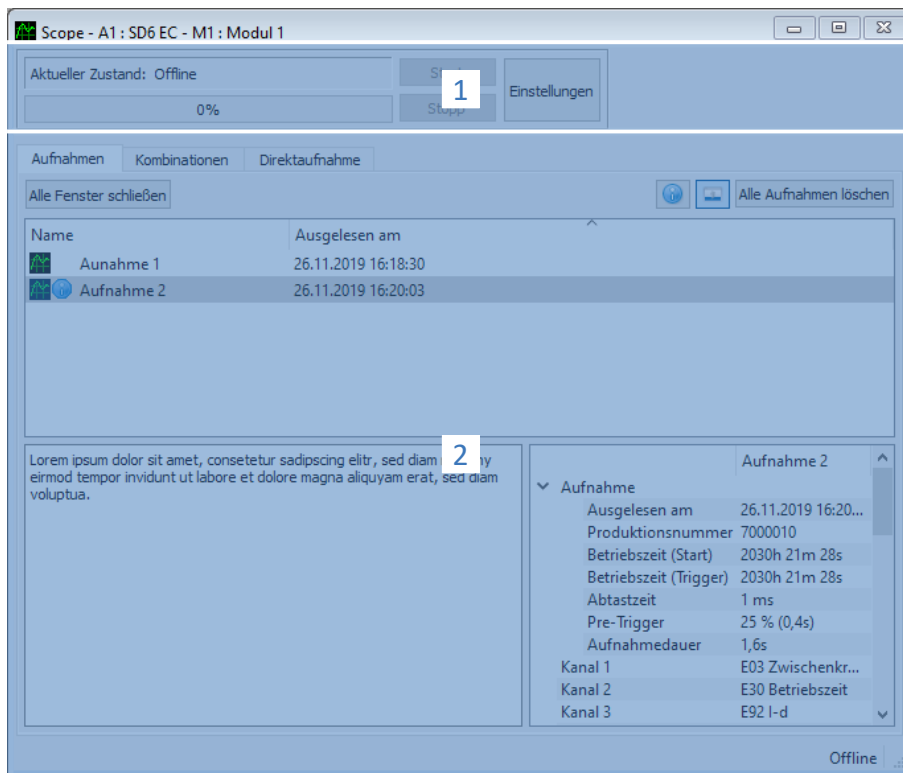 Scope - A1 : SD6 EC - M1 : Modul 1
Aktueller Zustand: Offline
1
Einstellungen
0%
Stopp
Aufnahmen Kombinationen Direktaufnahme
Alle Fenster schließen Alle Aufnahmen löschen
Name Ausgelesen am
Aunahme 1 26.11.2019 16:18:30
Aufnahme 2 26.11.2019 16:20:03
2
Lorem ipsum dolor sit amet, consetetur sadipscing elitr, sed diam
eirmod tempor invidunt ut labore et dolore magna aliquyam erat, sed diam
voluptua.
Aufnahme 2
Aufnahme
Ausgelesen am 26.11.2019 16:20...
Produktionsnummer 7000010
Betriebszeit (Start) 2030h 21m 28s
Betriebszeit (Trigger) 2030h 21m 28s
Abtastzeit 1 ms
Pre-Trigger 25 % (0,4s)
Aufnahmedauer 1,6s
Kanal 1 E03 Zwischenkr...
Kanal 2 E30 Betriebszeit
Kanal 3 E92 I-d
Offline